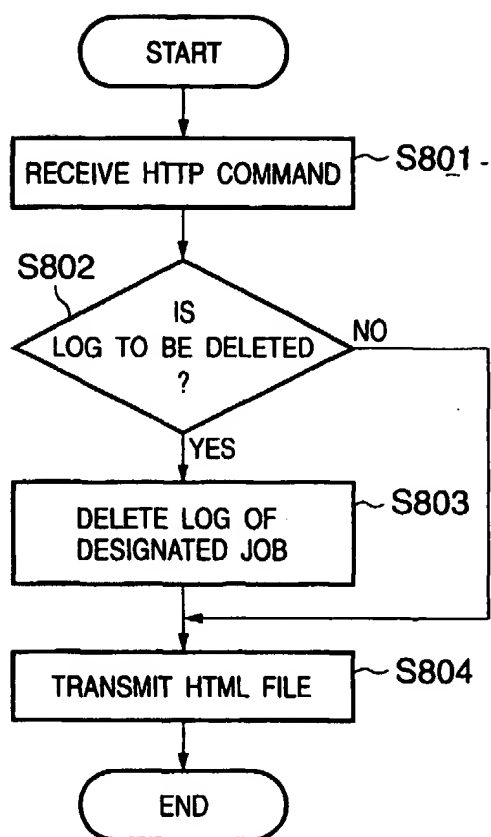 START
RECEIVE HTTP COMMAND
S801
S802
IS
LOG TO BE DELETED
?
NO
YES
DELETE LOG OF
DESIGNATED JOB
S803
TRANSMIT HTML FILE
S804
END